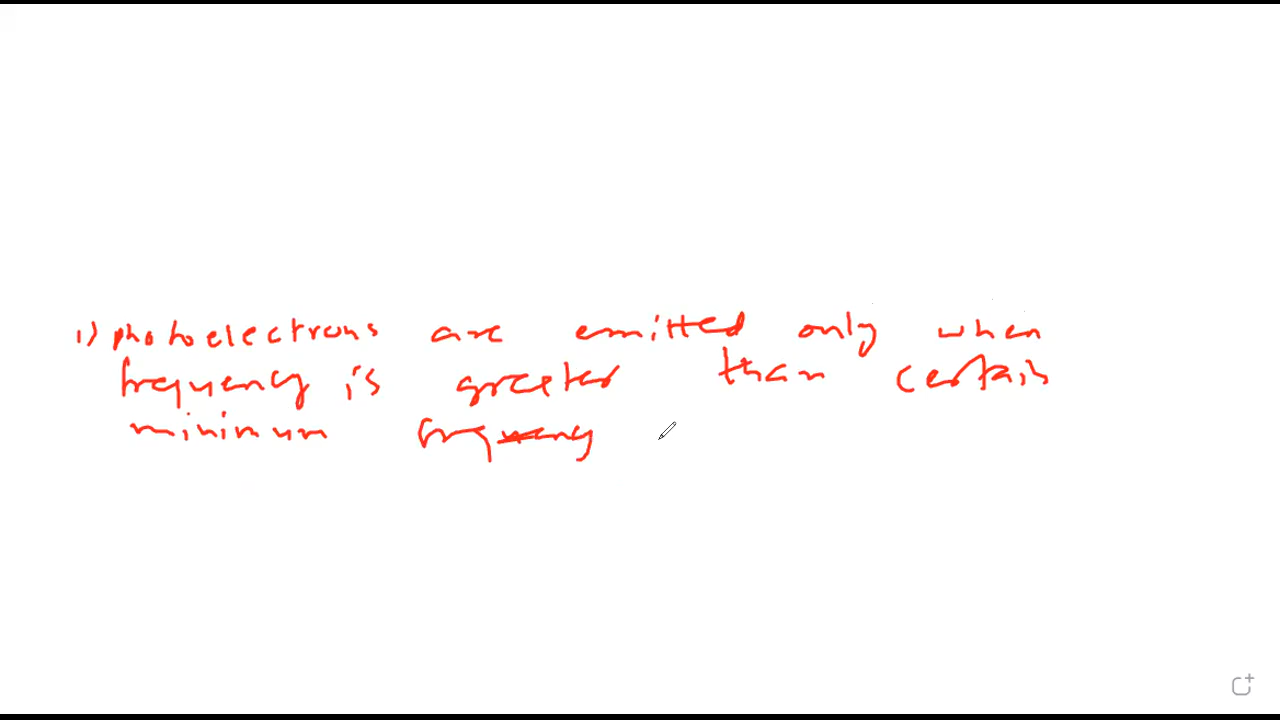 1) photoelectrons are emitted only when
frequency is greater than certain
minimum frequency